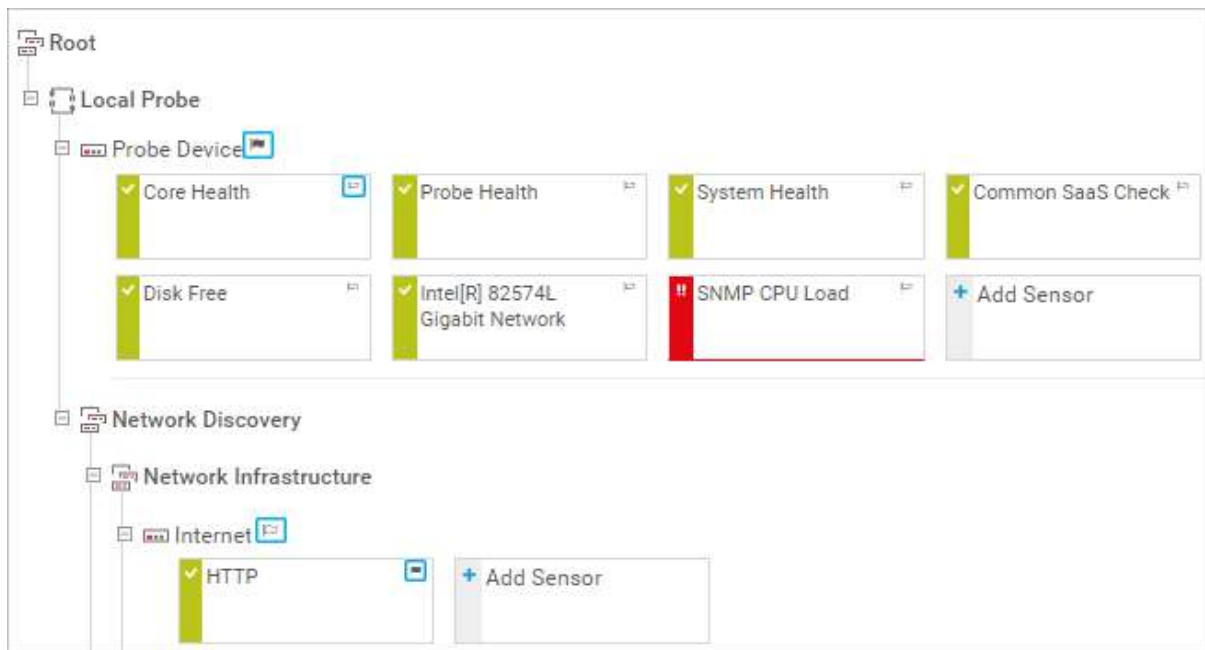 Root
Local Probe
Probe Device
Core Health
Probe Health
System Health
Common SaaS Check
Disk Free
Intel[R] 82574L
Gigabit Network
SNMP CPU Load
Add Sensor
Network Discovery
Network Infrastructure
Internet
HTTP
Add Sensor